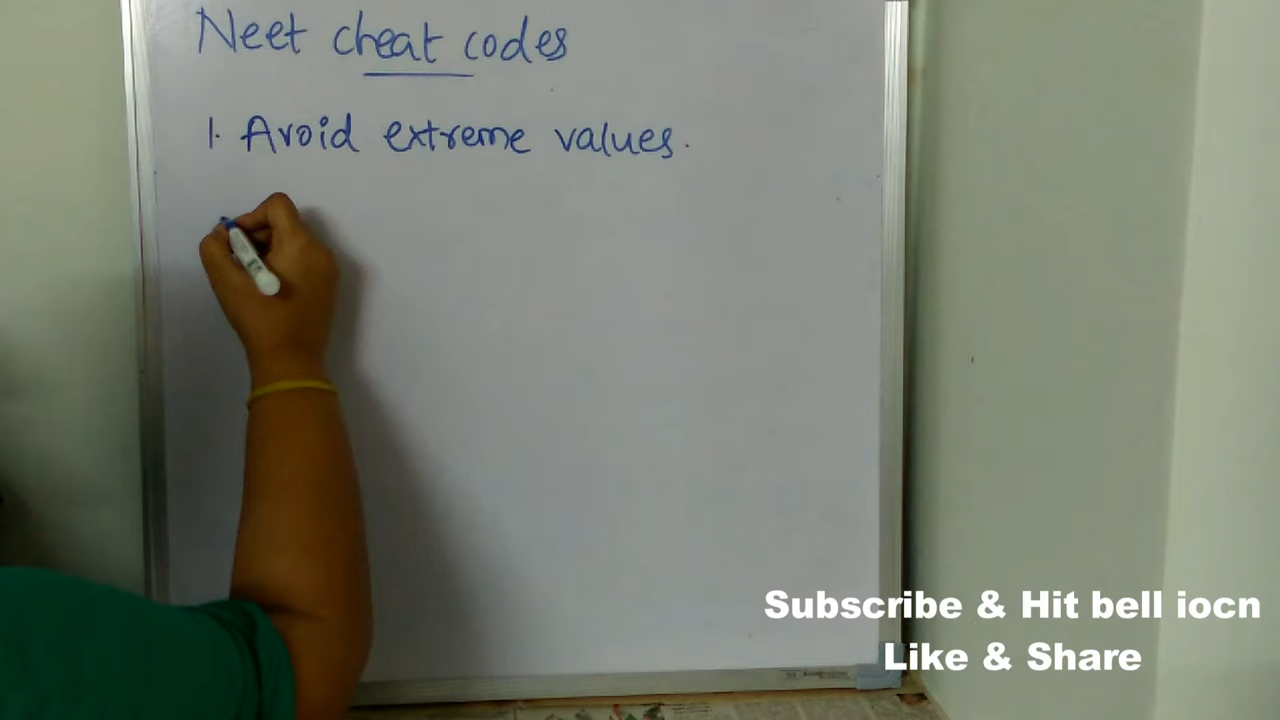 Neet cheat codes
1. Avoid extreme values.
Subscribe & Hit bell iocn
Like & Share